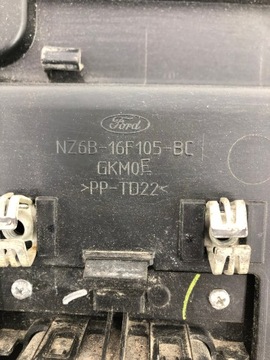 Ford
NZ6B-16F105-BC
GKM0E
>PP-TD22<